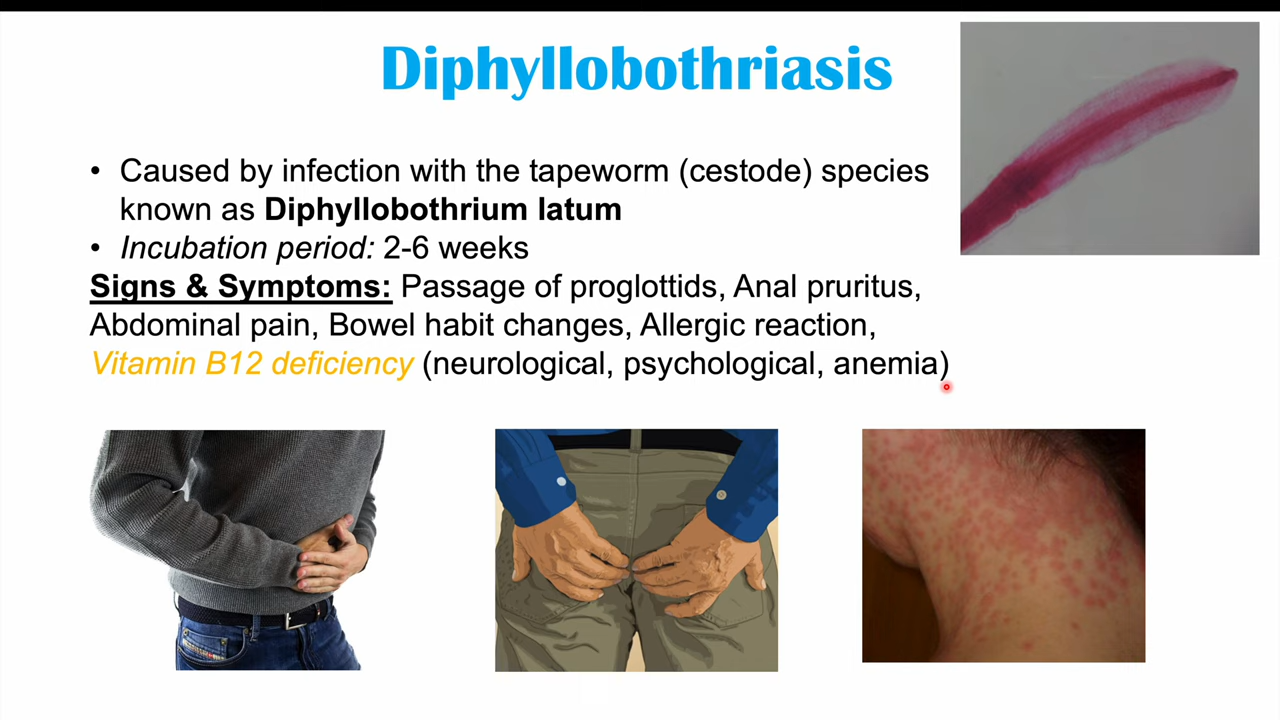 Diphyllobothriasis
• Caused by infection with the tapeworm (cestode) species
known as Diphyllobothrium latum
• Incubation period: 2-6 weeks
Signs & Symptoms: Passage of proglottids, Anal pruritus,
Abdominal pain, Bowel habit changes, Allergic reaction,
Vitamin B12 deficiency (neurological, psychological, anemia)